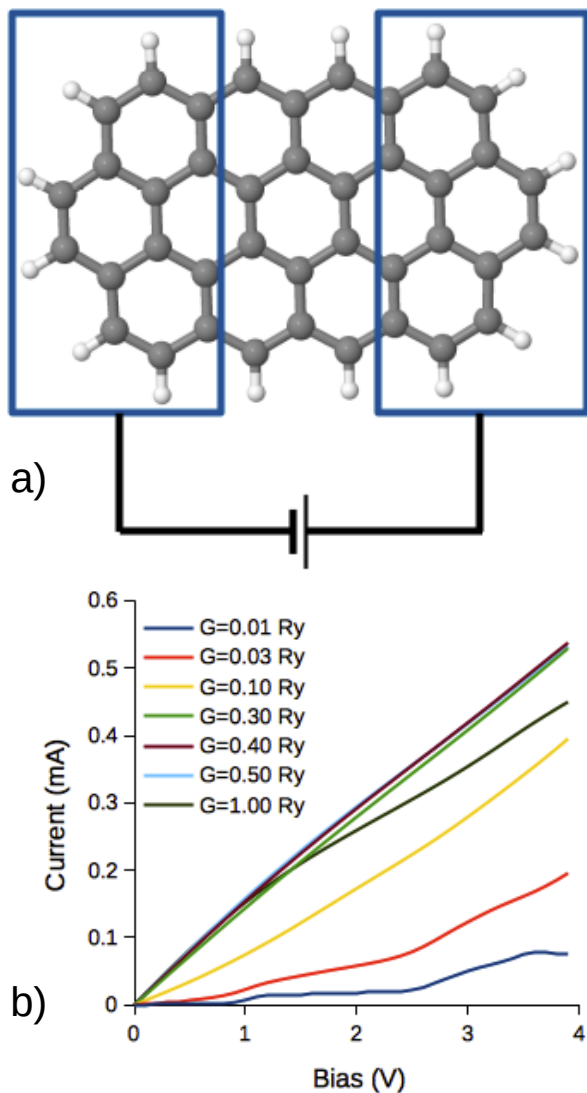 a)
0.6
0.5
0.4
0.3
0.2
0.1
0
Current (mA)
G=0.01 Ry
G=0.03 Ry
G=0.10 Ry
G=0.30 Ry
G=0.40 Ry
G=0.50 Ry
G=1.00 Ry
b)
0 1 2 3 4
Bias (V)